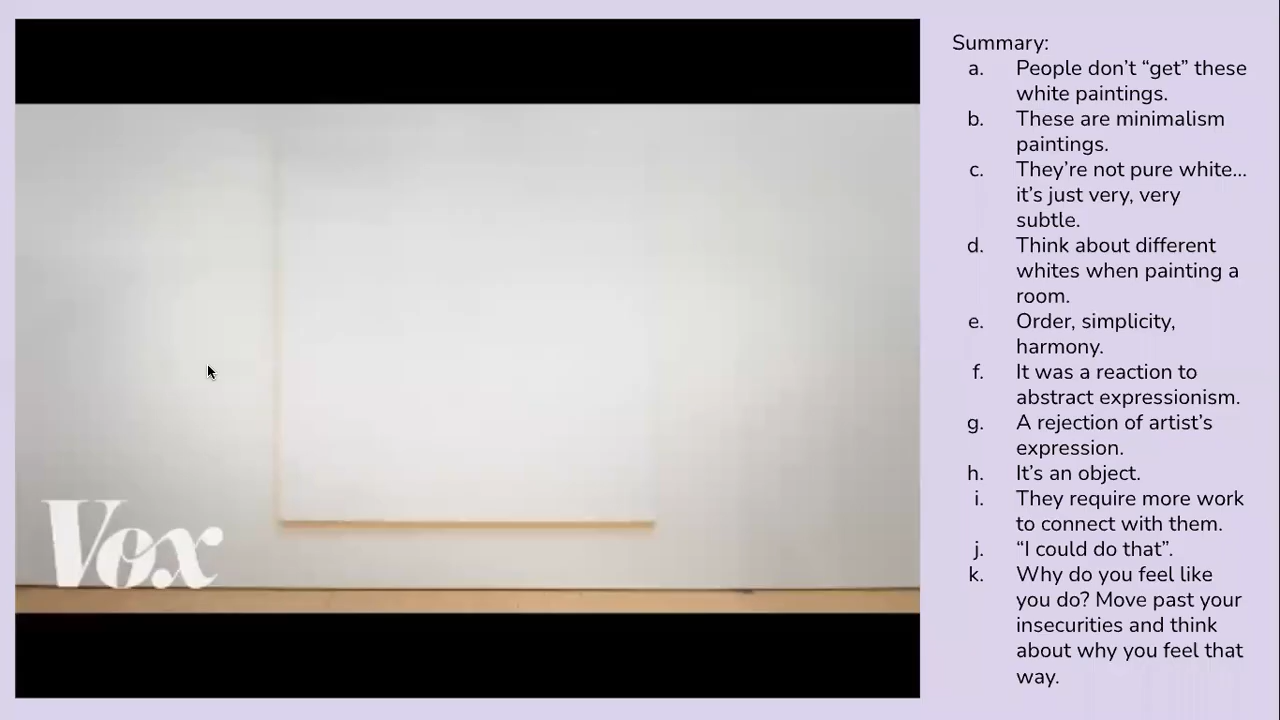 Summary:
a. People don’t “get” these
white paintings.
b. These are minimalism
paintings.
c. They’re not pure white...
it’s just very, very
subtle.
d. Think about different
whites when painting a
room.
e. Order, simplicity,
harmony.
f. It was a reaction to
abstract expressionism.
g. A rejection of artist’s
expression.
h. It’s an object.
i. They require more work
to connect with them.
j. “I could do that”.
k. Why do you feel like
you do? Move past your
insecurities and think
about why you feel that
way.
Vox